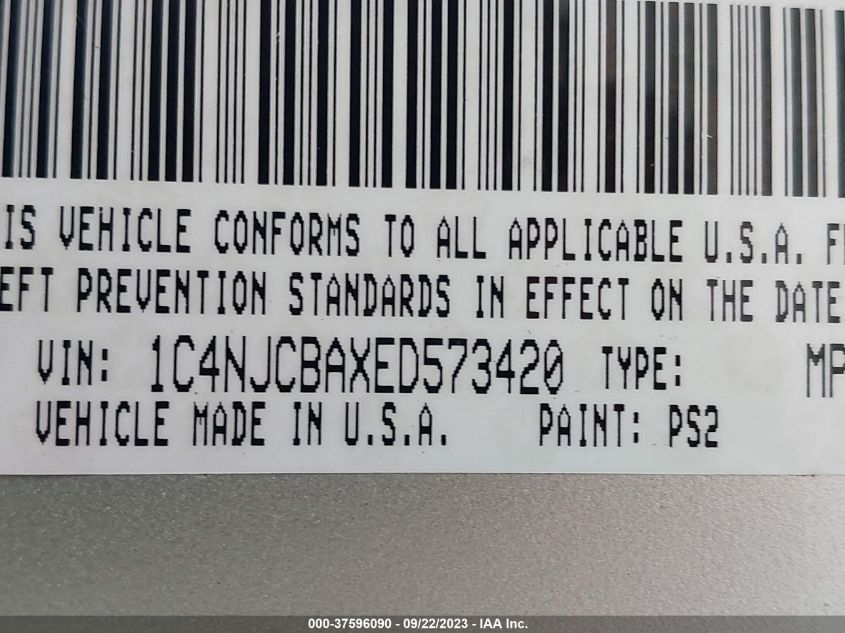 IS VEHICLE CONFORMS TO ALL APPLICABLE U.S.A. F
EFT PREVENTION STANDARDS IN EFFECT ON THE DATE
VIN: 1C4NJCBAXED573420 TYPE: MP
VEHICLE MADE IN U.S.A. PAINT: PS2
000-37596090 - 09/22/2023 - IAA Inc.